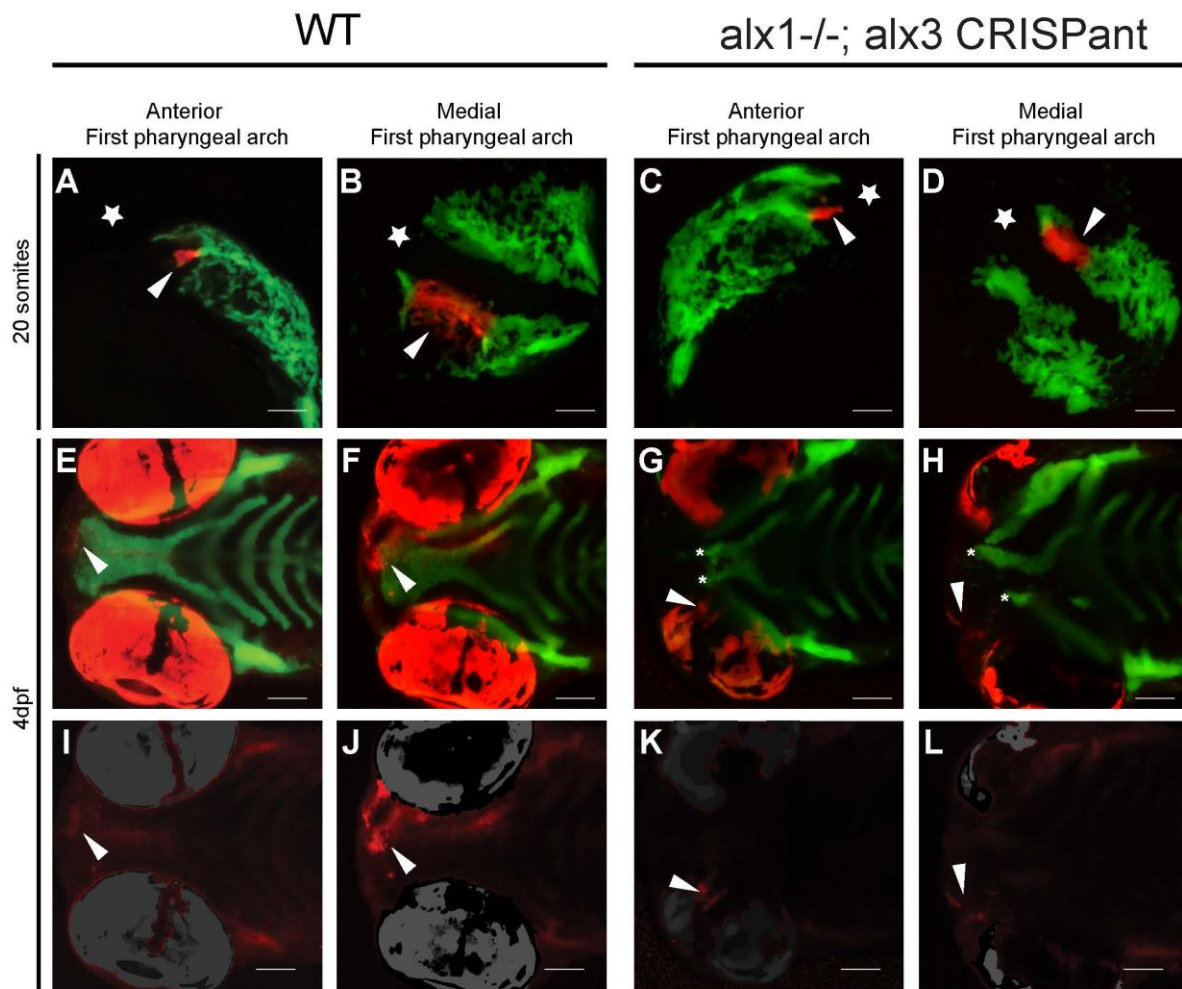 WT
alx1-/-; alx3 CRISPant
Anterior
First pharyngeal arch
Medial
First pharyngeal arch
Anterior
First pharyngeal arch
Medial
First pharyngeal arch
20 somites
A
B
C
D
4dpf
E
F
G
H
*
*
*
*
I
J
K
L